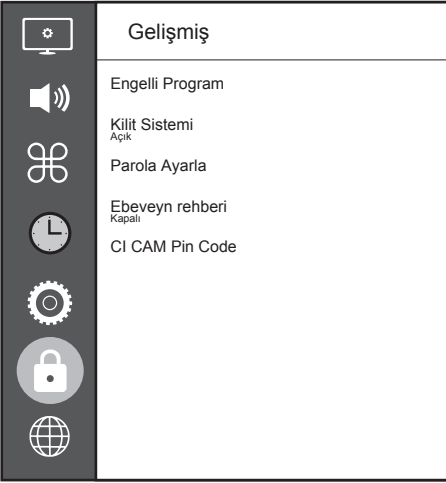 Gelişmiş
Engelli Program
Kilit Sistemi
Açık
Parola Ayarla
Ebeveyn rehberi
Kapalı
CI CAM Pin Code